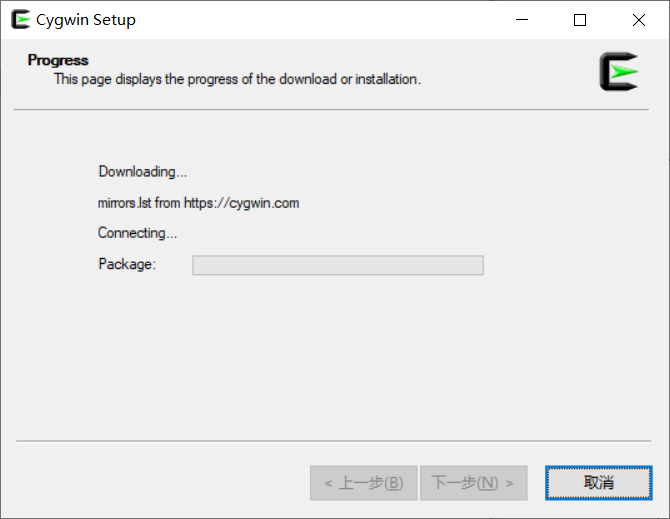 Cygwin Setup
Progress
This page displays the progress of the download or installation.
Downloading...
mirrors.lst from https://cygwin.com
Connecting...
Package:
< 上一步(B)
下一步(N) >
取消